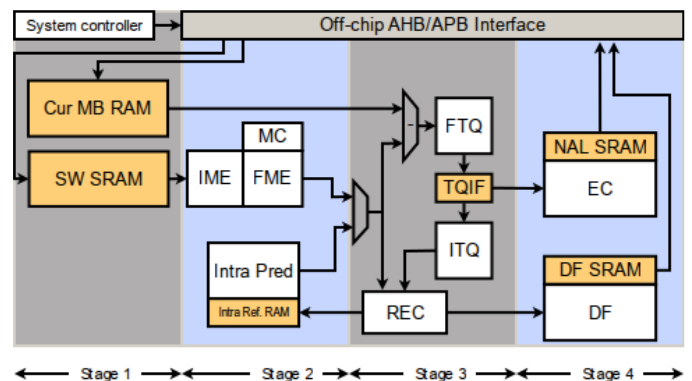 System controller
Off-chip AHB/APB Interface
Cur MB RAM
MC
FTQ
-
NAL SRAM
SW SRAM
IME
FME
TQIF
EC
Intra Pred
ITQ
DF SRAM
Intra Ref. RAM
REC
DF
Stage 1
Stage 2
Stage 3
Stage 4